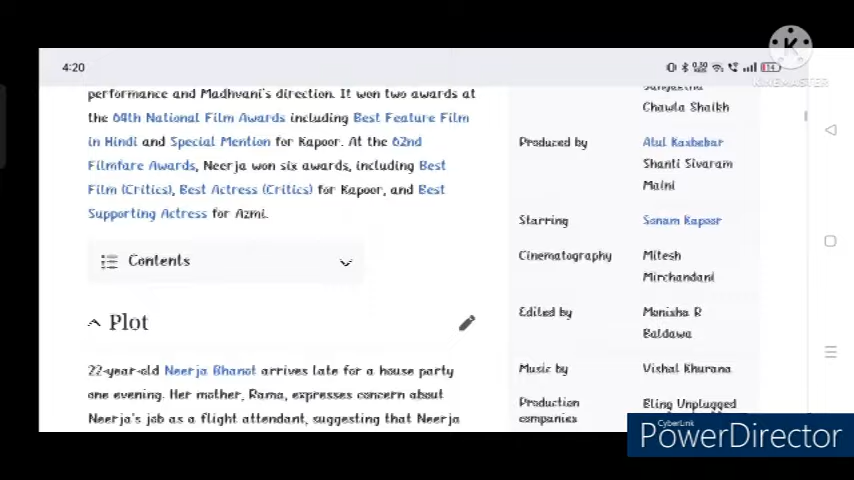 4:20
KINEMASTER
performance and Madhvani's direction. It won two awards at
the 64th National Film Awards including Best Feature Film
in Hindi and Special Mention for Kapoor. At the 62nd
Filmfare Awards, Neerja won six awards, including Best
Film (Critics), Best Actress (Critics) for Kapoor, and Best
Supporting Actress for Azmi.
Contents
Plot
22-year-old Neerja Bhanot arrives late for a house party
one evening. Her mother, Rama, expresses concern about
Neerja's job as a flight attendant, suggesting that Neerja
Chawla Shaikh
Produced by
Atul Kasbekar
Shanti Sivaram
Maini
Starring
Sonam Kapoor
Cinematography
Mitesh
Mirchandani
Edited by
Monisha R
Baldawa
Music by
Vishal Khurana
Production
companies
Bling Unplugged
CyberLink
PowerDirector